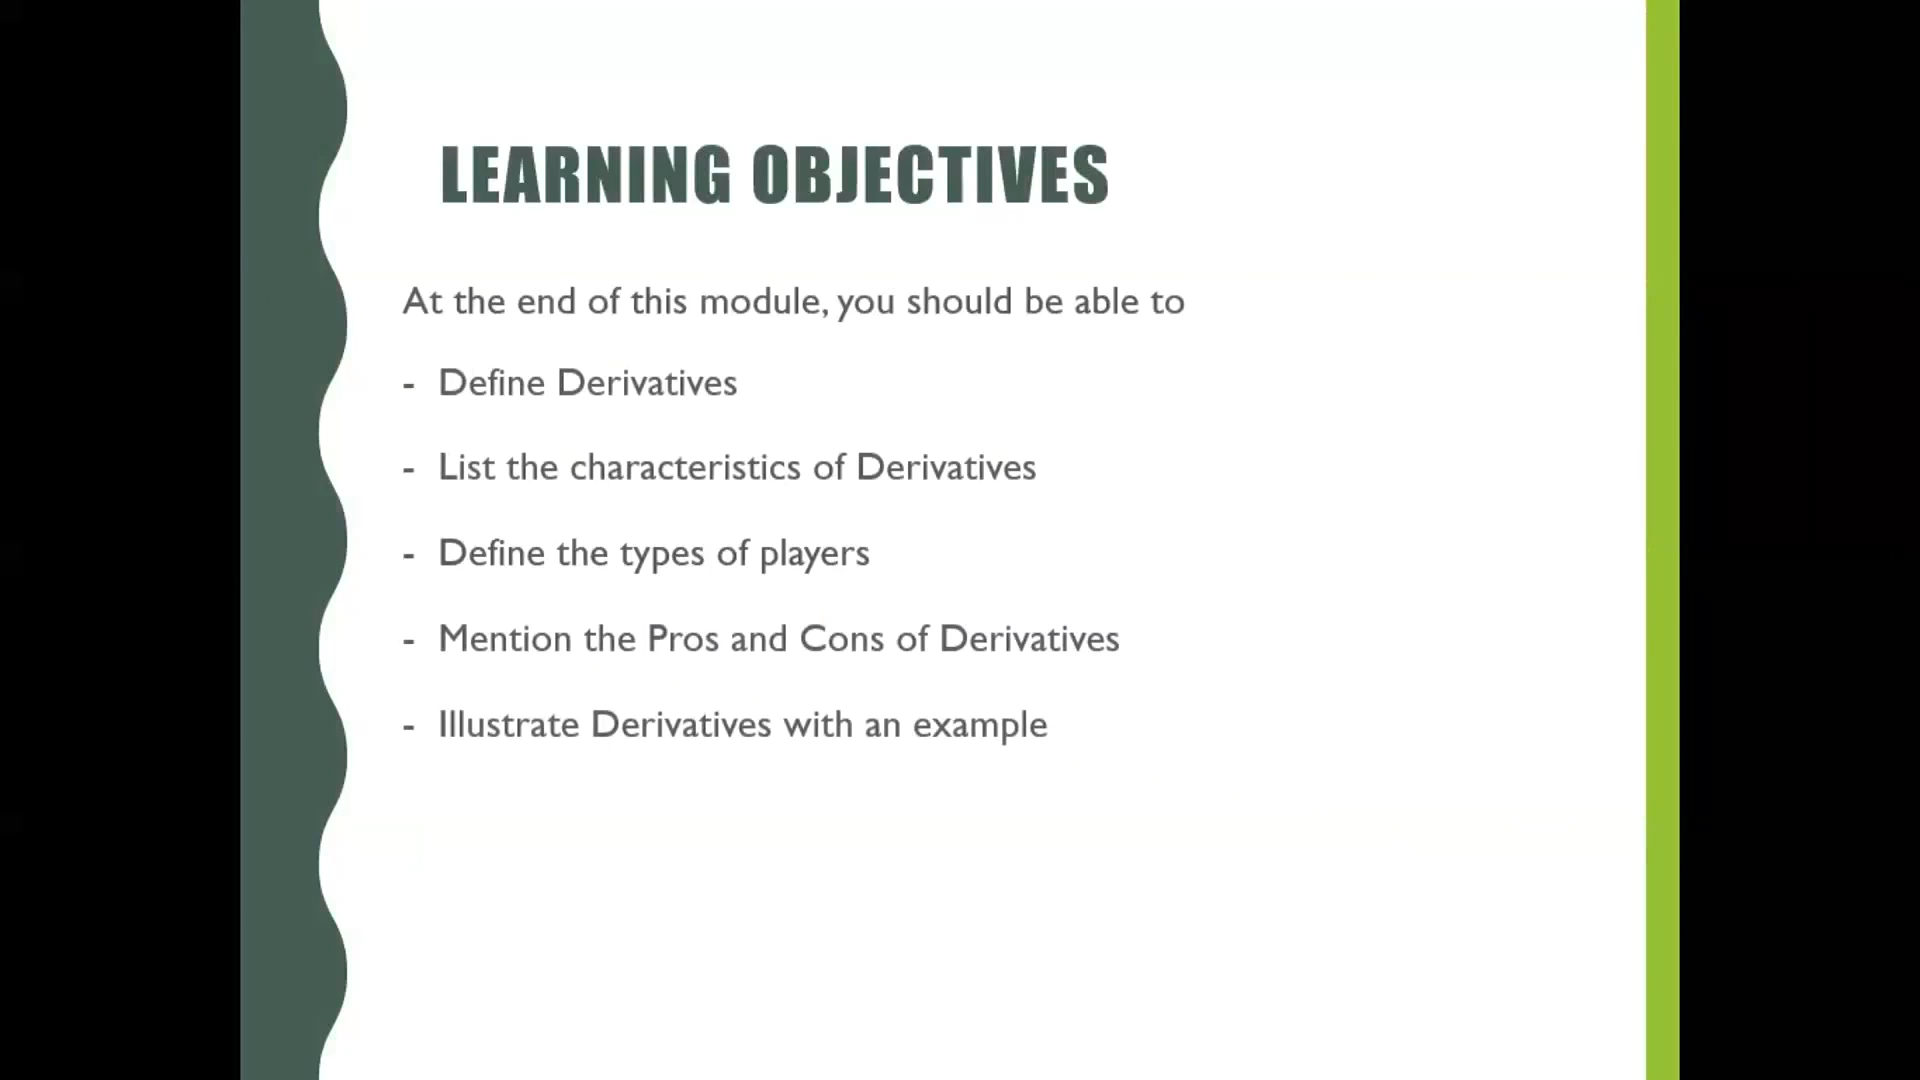 LEARNING OBJECTIVES
At the end of this module, you should be able to
- Define Derivatives
- List the characteristics of Derivatives
- Define the types of players
- Mention the Pros and Cons of Derivatives
- Illustrate Derivatives with an example